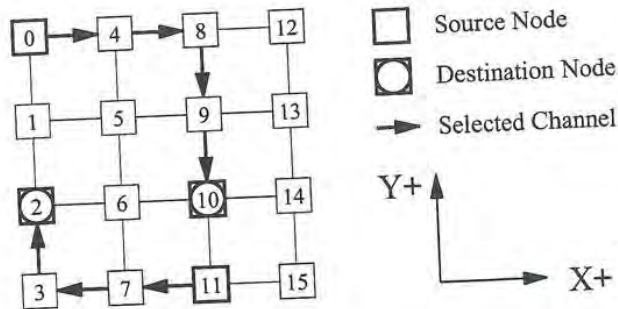 0 4 8 12
1 5 9 13
2 6 10 14
3 7 11 15
Source Node
Destination Node
Selected Channel
Y+
X+